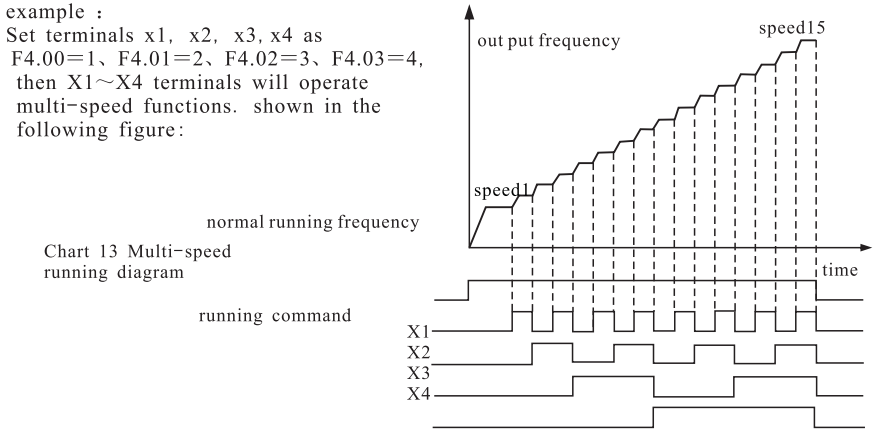 example :
Set terminals x1, x2, x3, x4 as
F4.00=1、F4.01=2、F4.02=3、F4.03=4,
then X1~X4 terminals will operate
multi-speed functions. shown in the
following figure:
out put frequency
speed15
speed1
normal running frequency
Chart 13 Multi-speed
running diagram
time
running command
X1
X2
X3
X4